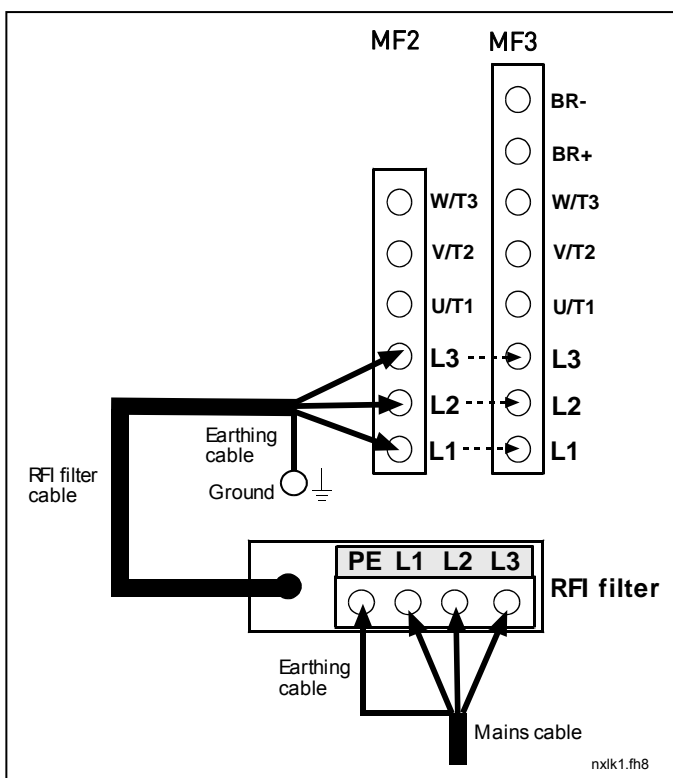 MF2 MF3
BR-
BR+
W/T3 W/T3
V/T2 V/T2
U/T1 U/T1
L3 L3
L2 L2
L1 L1
Earthing
cable
Ground
RFI filter
cable
PE L1 L2 L3
RFI filter
Earthing
cable
Mains cable
nxlk1.fh8